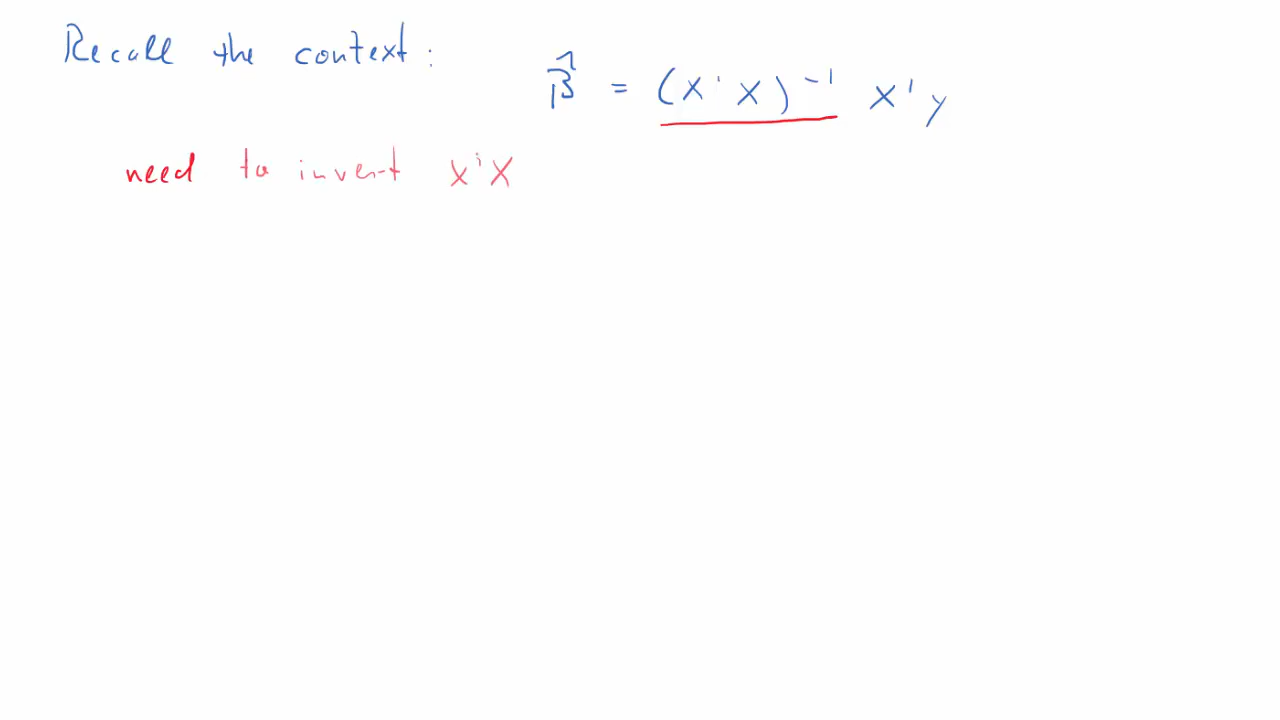 Recall the context: β̂ = (X'X)⁻¹ X'y
need to invert X'X